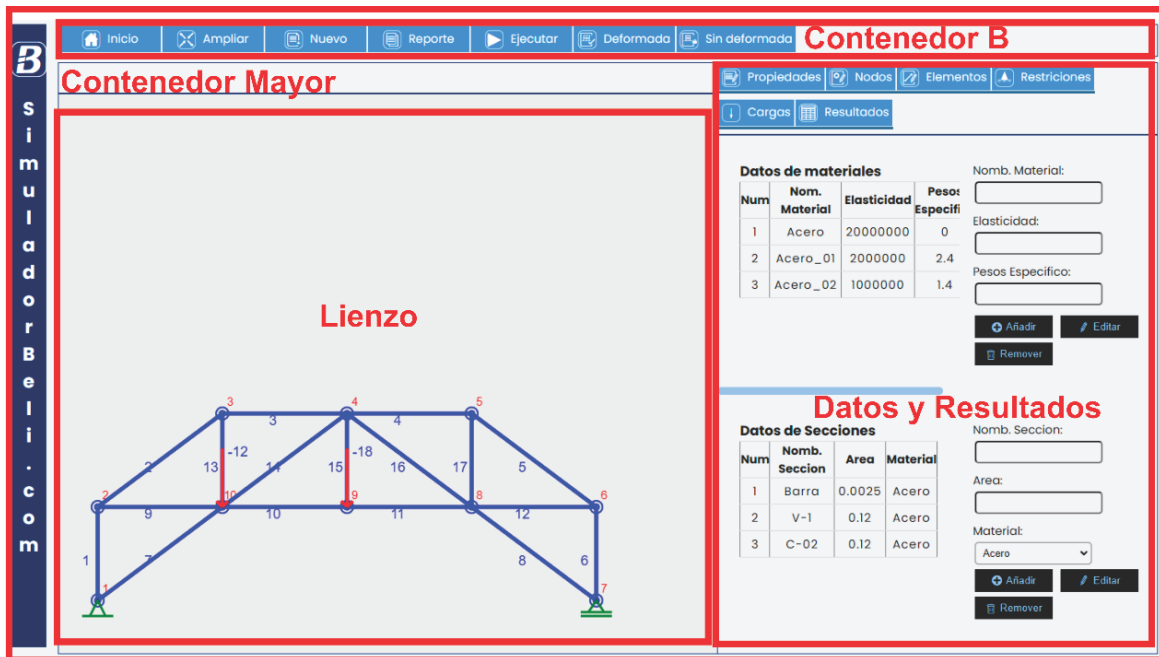 B
SimuladorBeli.com
Inicio
Ampliar
Nuevo
Reporte
Ejecutar
Deformada
Sin deformada
Contenedor B
Contenedor Mayor
Propiedades
Nodos
Elementos
Restriciones
Cargas
Resultados
Lienzo
3
4
5
3
4
-12
-18
2
13
14
15
16
17
5
2
10
9
8
6
9
10
11
12
1
7
8
6
1
7
Datos de materiales
Num Nom. Material Elasticidad Pesos Especifi
1 Acero 20000000 0
2 Acero_01 2000000 2.4
3 Acero_02 1000000 1.4
Nomb. Material:
Elasticidad:
Pesos Especifico:
Añadir
Editar
Remover
Datos y Resultados
Datos de Secciones
Num Nomb. Seccion Area Material
1 Barra 0.0025 Acero
2 V-1 0.12 Acero
3 C-02 0.12 Acero
Nomb. Seccion:
Area:
Material:
Acero
Añadir
Editar
Remover